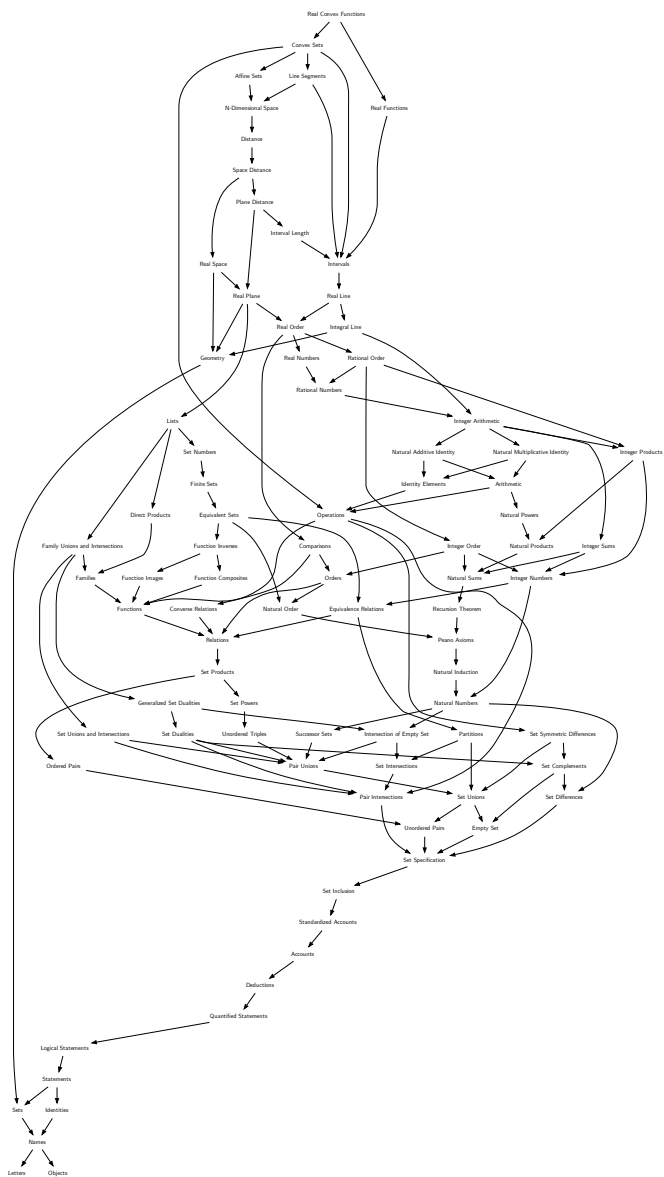 Real Convex Functions
Convex Sets
Affine Sets
Line Segments
N-Dimensional Space
Real Functions
Distance
Space Distance
Plane Distance
Interval Length
Real Space
Intervals
Real Plane
Real Line
Real Order
Integral Line
Geometry
Real Numbers
Rational Order
Rational Numbers
Lists
Integer Arithmetic
Set Numbers
Natural Additive Identity
Natural Multiplicative Identity
Integer Products
Finite Sets
Identity Elements
Arithmetic
Direct Products
Equivalent Sets
Operations
Natural Powers
Family Unions and Intersections
Function Inverses
Comparisons
Integer Order
Natural Products
Integer Sums
Families
Function Images
Function Composites
Orders
Natural Sums
Integer Numbers
Functions
Converse Relations
Natural Order
Equivalence Relations
Recursion Theorem
Relations
Peano Axioms
Set Products
Natural Induction
Generalized Set Dualities
Set Powers
Natural Numbers
Set Unions and Intersections
Set Dualities
Unordered Triples
Successor Sets
Intersection of Empty Set
Partitions
Set Symmetric Differences
Ordered Pairs
Pair Unions
Set Intersections
Set Complements
Pair Intersections
Set Unions
Set Differences
Unordered Pairs
Empty Set
Set Specification
Set Inclusion
Standardized Accounts
Accounts
Deductions
Quantified Statements
Logical Statements
Statements
Sets
Identities
Names
Letters
Objects